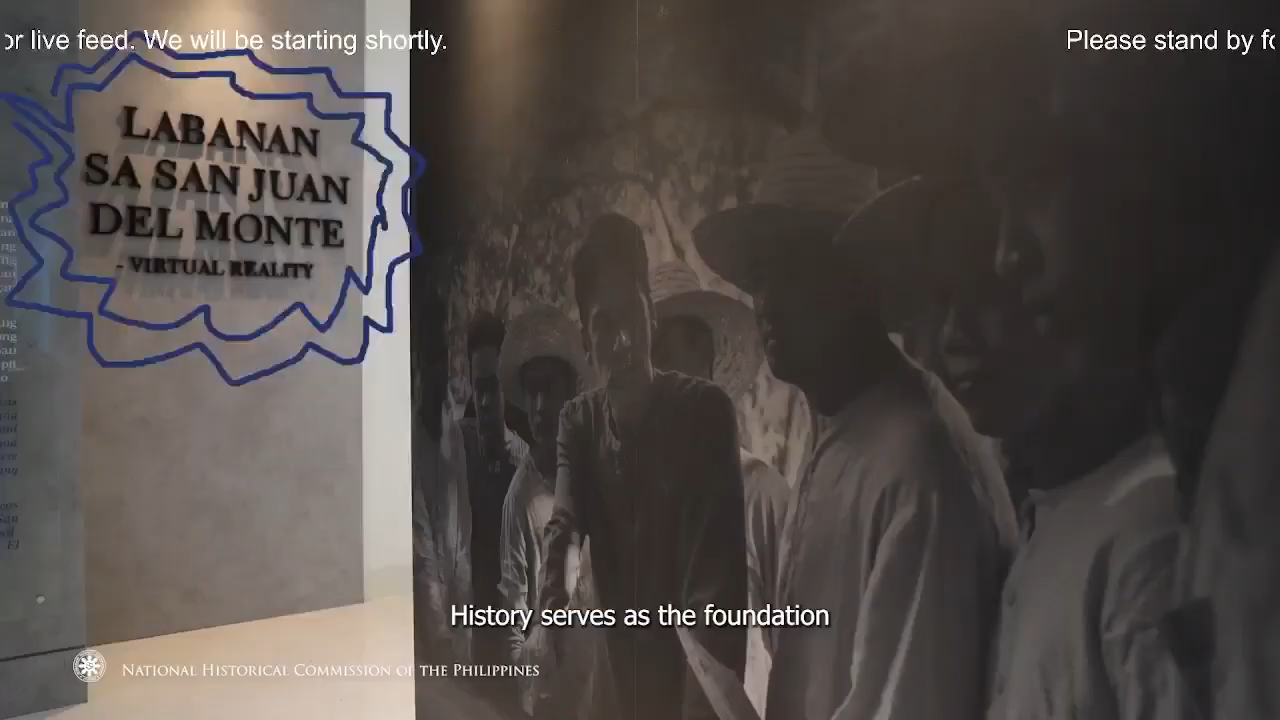 or live feed. We will be starting shortly.
Please stand by fo
LABANAN
SA SAN JUAN
DEL MONTE
- VIRTUAL REALITY
History serves as the foundation
NATIONAL HISTORICAL COMMISSION OF THE PHILIPPINES